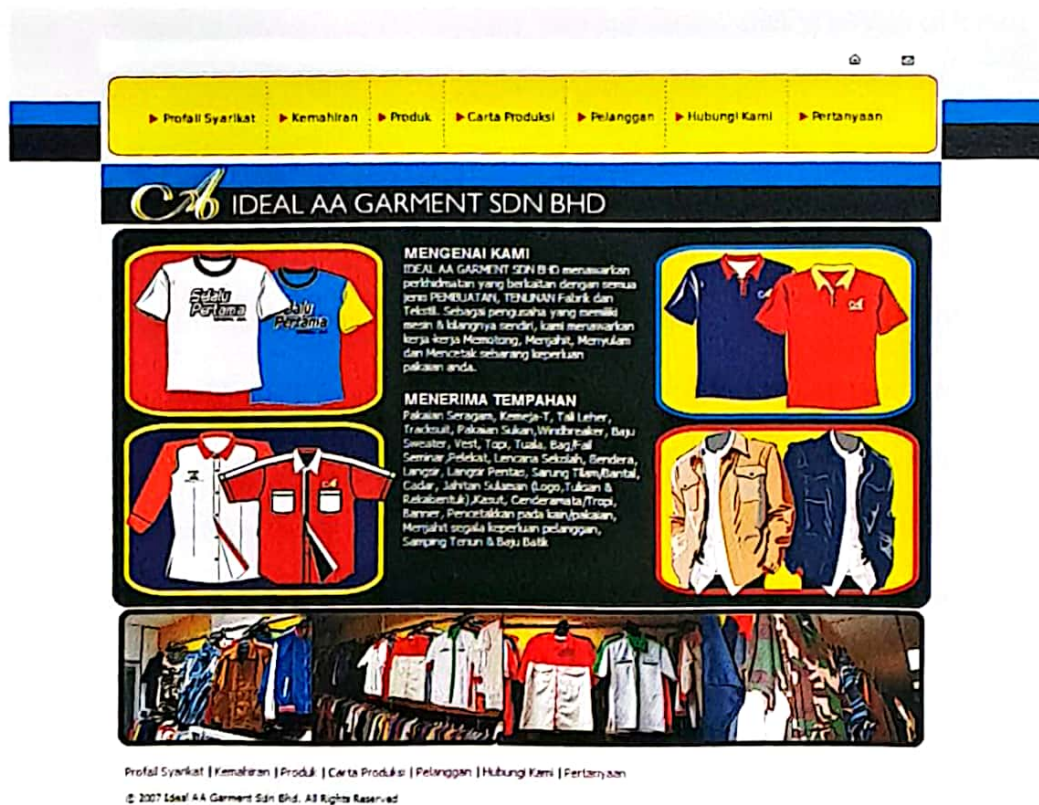 Profail Syarikat
Kemahiran
Produk
Carta Produksi
Pelanggan
Hubungi Kami
Pertanyaan
IDEAL AA GARMENT SDN BHD
Selalu
Pertama
Selalu
Pertama
MENGENAI KAMI
IDEAL AA GARMENT SDN BHD menawarkan
perkhidmatan yang berkaitan dengan semua
jenis PEMBUATAN, TENUNAN Fabrik dan
Tekstil. Sebagai pengusaha yang memiliki
mesin & kilangnya sendiri, kami menawarkan
kerja-kerja Memotong, Menjahit, Menyulam
dan Mencetak sebarang keperluan
pakaian anda.
MENERIMA TEMPAHAN
Pakaian Seragam, Kemeja-T, Tali Leher,
Tracksuit, Pakaian Sukan,Windbreaker, Baju
Sweater, Vest, Topi, Tuala, Bag/Fail
Seminar,Pelekat, Lencana Sekolah, Bendera,
Langsir, Langsir Pentas, Sarung Tilam/Bantal,
Cadar, Jahitan Sulaman (Logo,Tulisan &
Rekabentuk),Kasut, Cenderamata/Tropi,
Banner, Pencetakkan pada kain/pakaian,
Menjahit segala keperluan pelanggan,
Samping Tenun & Baju Batik
Profail Syarikat | Kemahiran | Produk | Carta Produksi | Pelanggan | Hubungi Kami | Pertanyaan
© 2007 Ideal AA Garment Sdn Bhd. All Rights Reserved